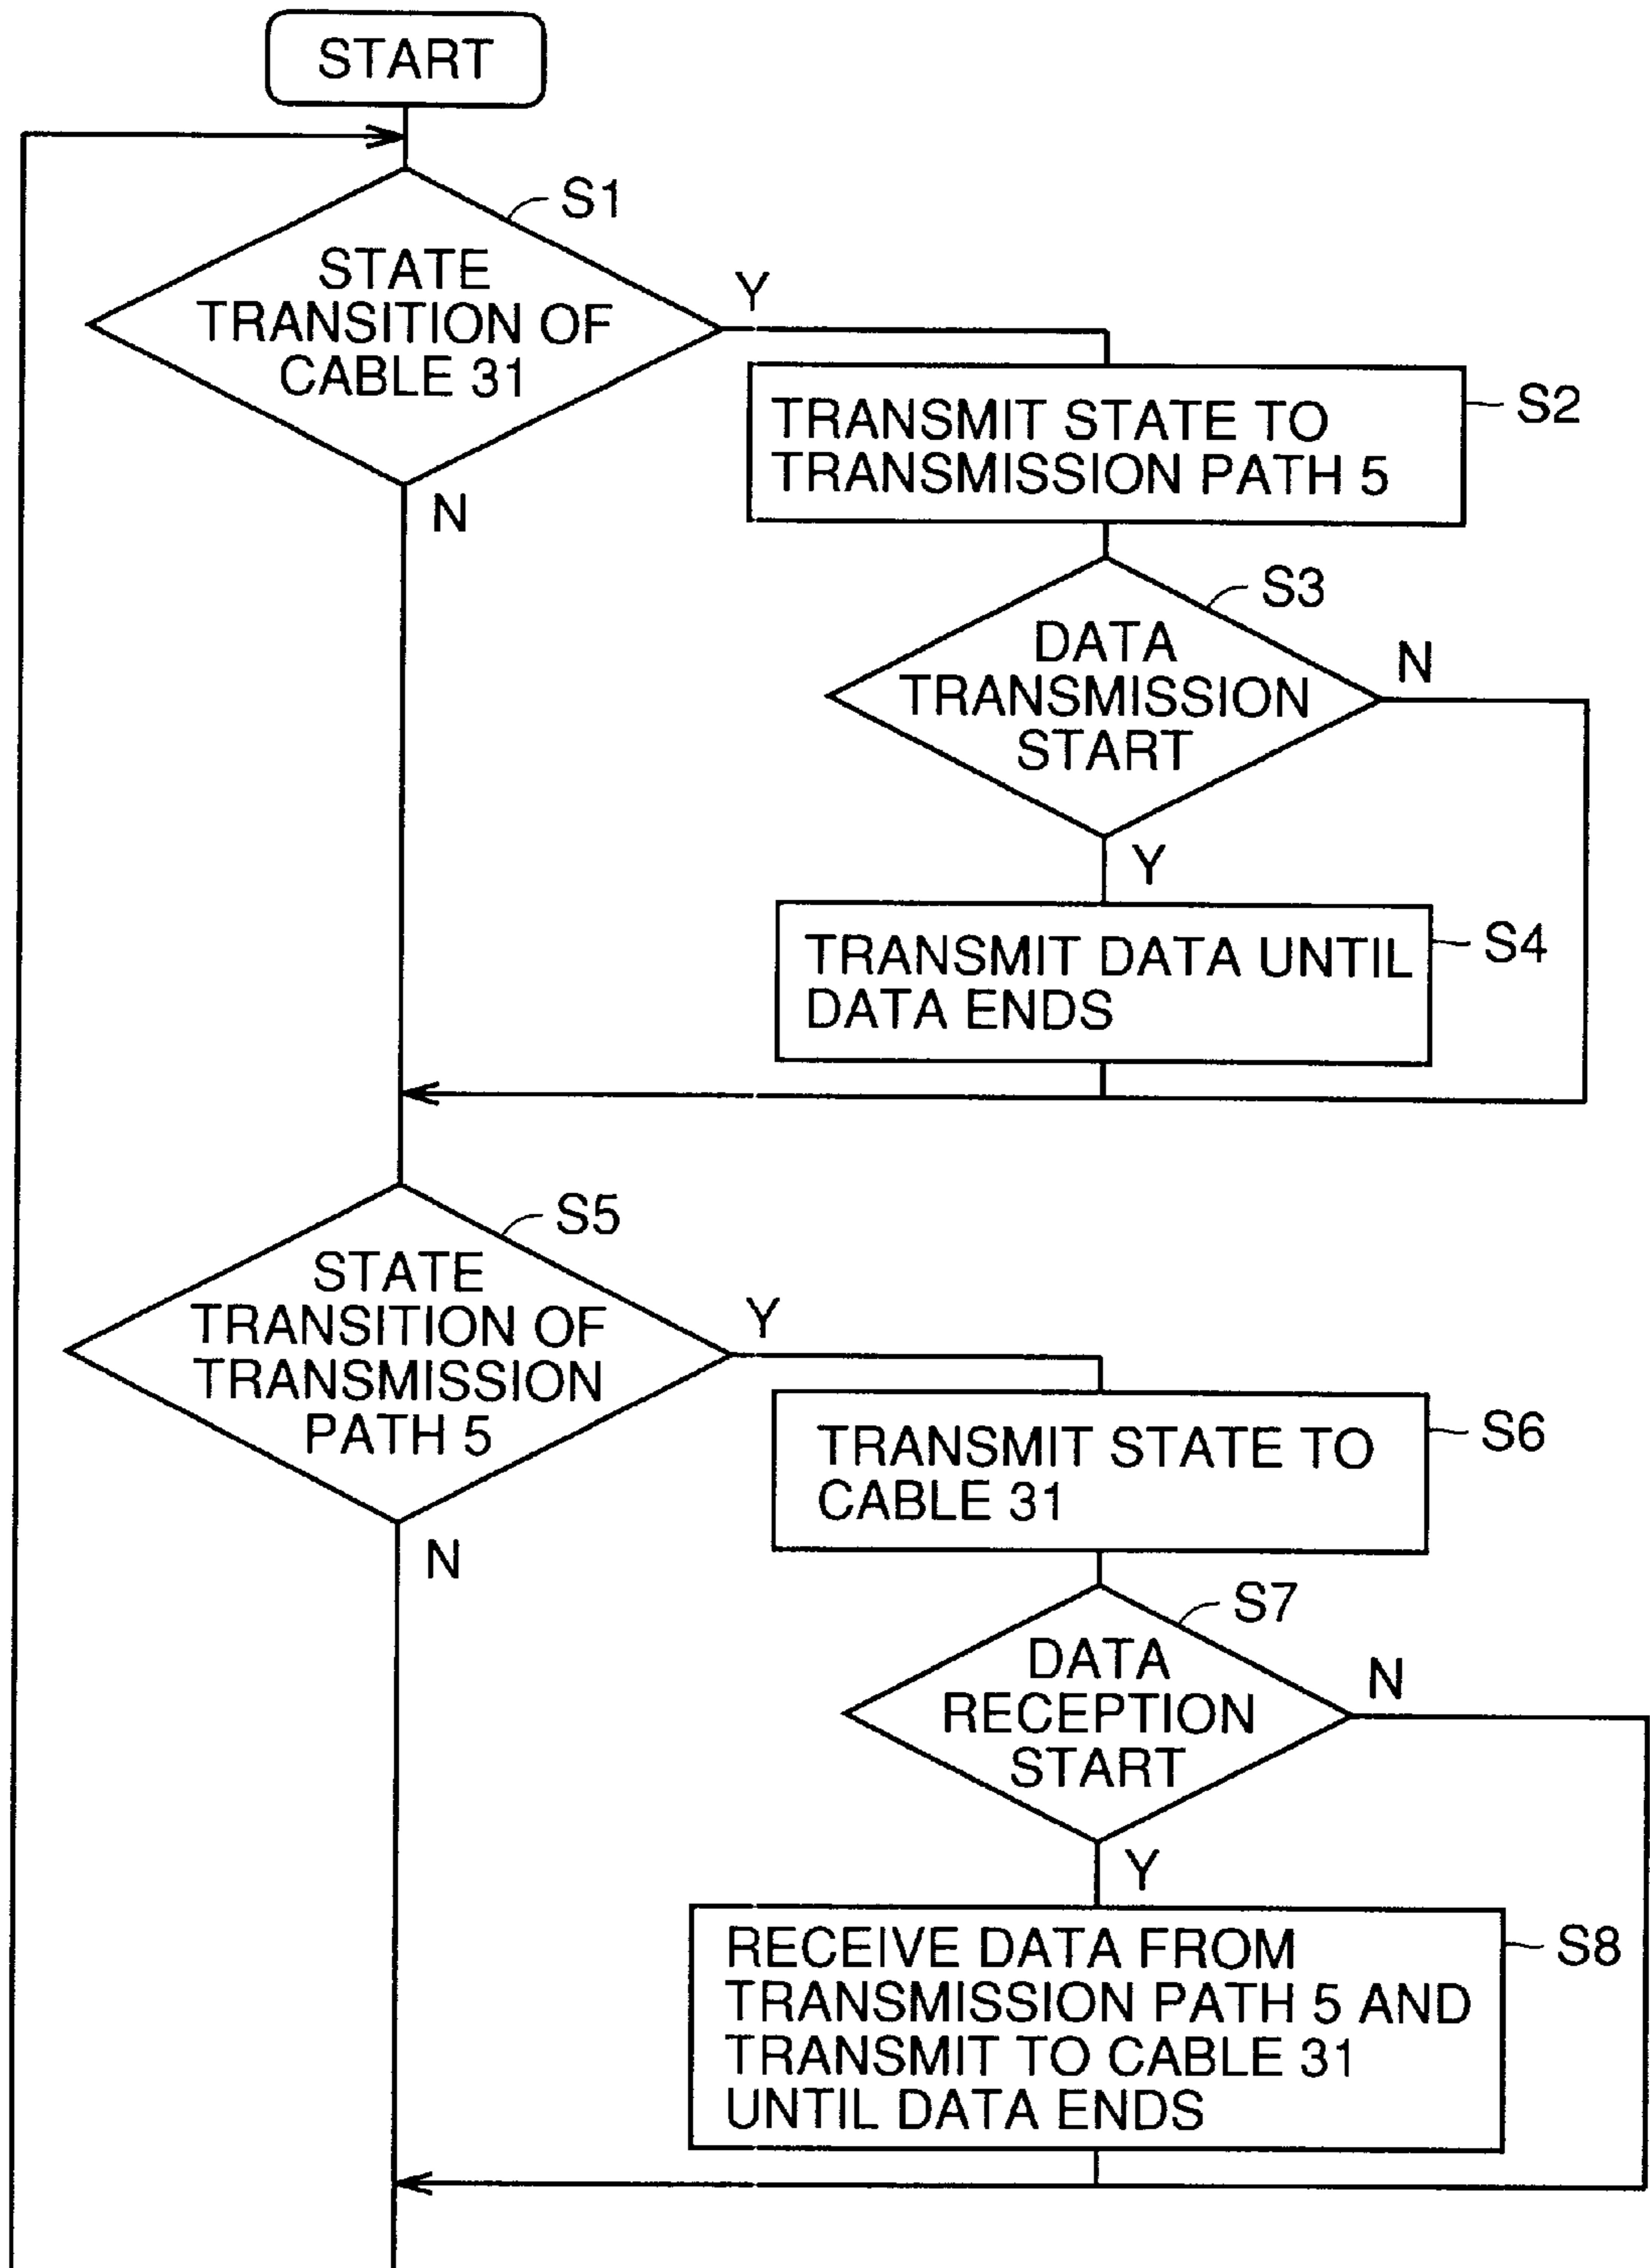 START
S1
STATE
TRANSITION OF
CABLE 31
Y
N
S2
TRANSMIT STATE TO
TRANSMISSION PATH 5
S3
DATA
TRANSMISSION
START
N
Y
S4
TRANSMIT DATA UNTIL
DATA ENDS
S5
STATE
TRANSITION OF
TRANSMISSION
PATH 5
Y
N
S6
TRANSMIT STATE TO
CABLE 31
S7
DATA
RECEPTION
START
N
Y
S8
RECEIVE DATA FROM
TRANSMISSION PATH 5 AND
TRANSMIT TO CABLE 31
UNTIL DATA ENDS